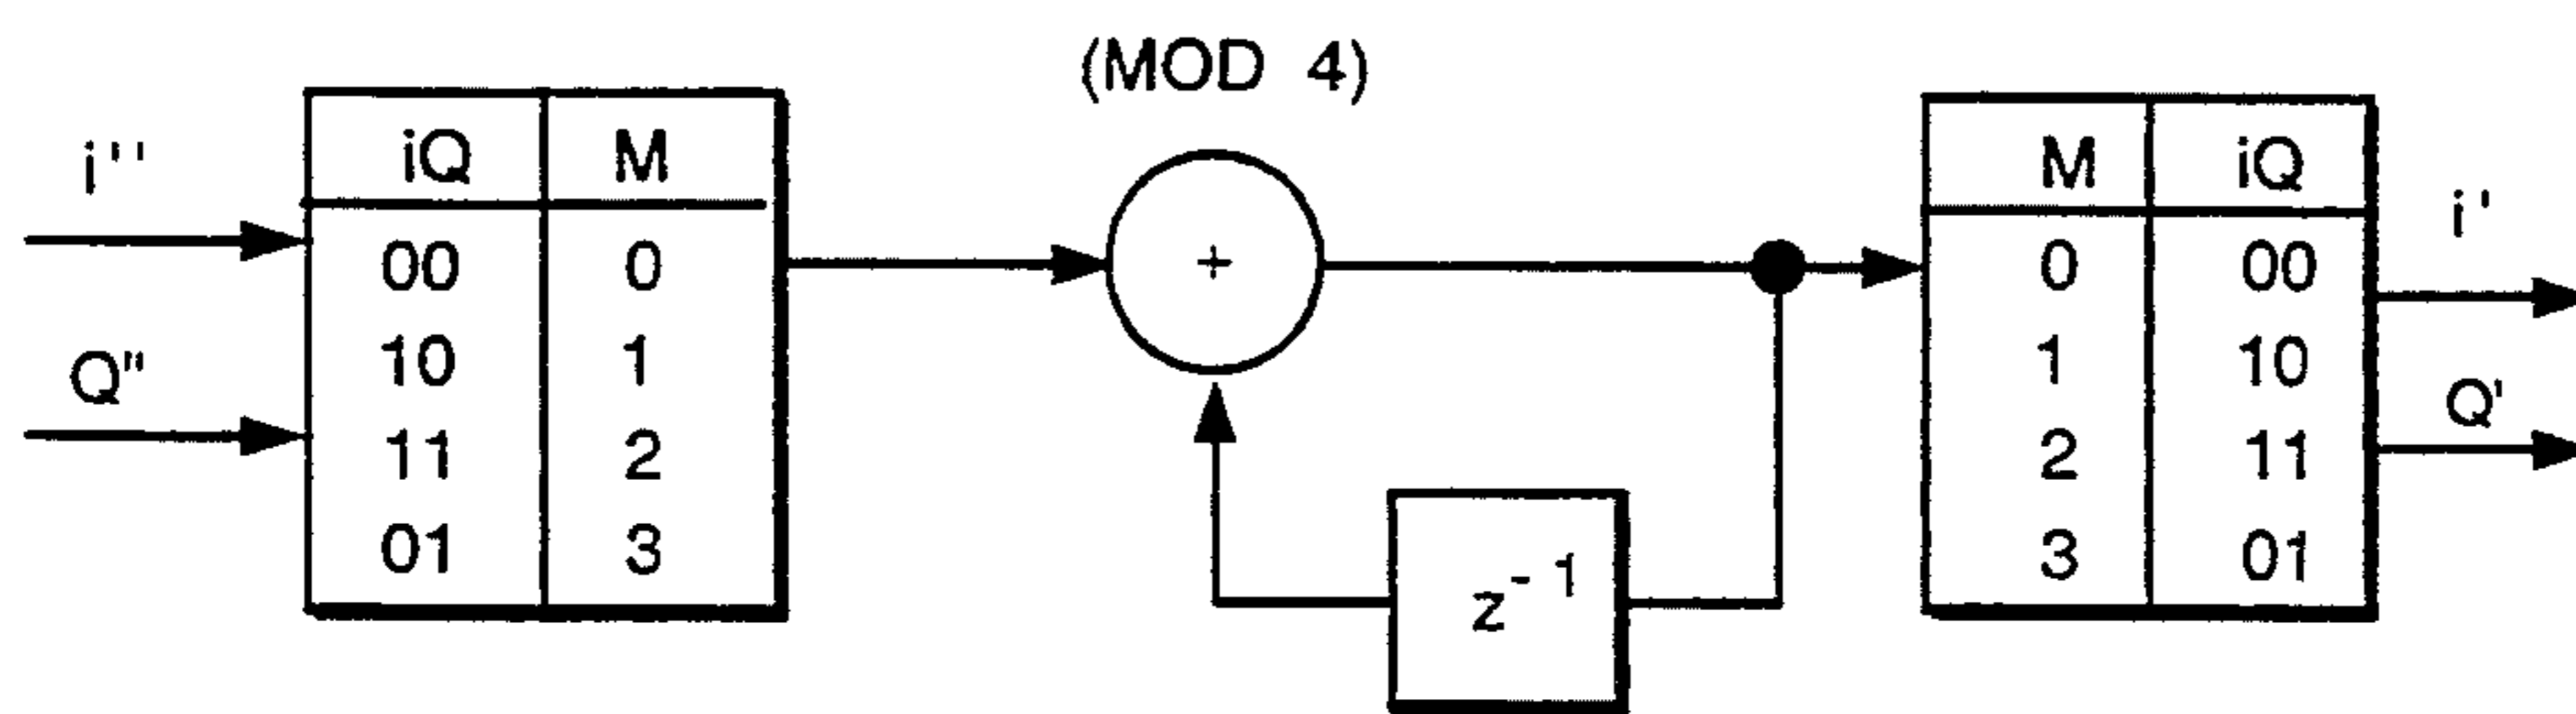 (MOD 4)
i''
Q"
iQ M
00 0
10 1
11 2
01 3
+
z^-1
M iQ
0 00
1 10
2 11
3 01
i'
Q'